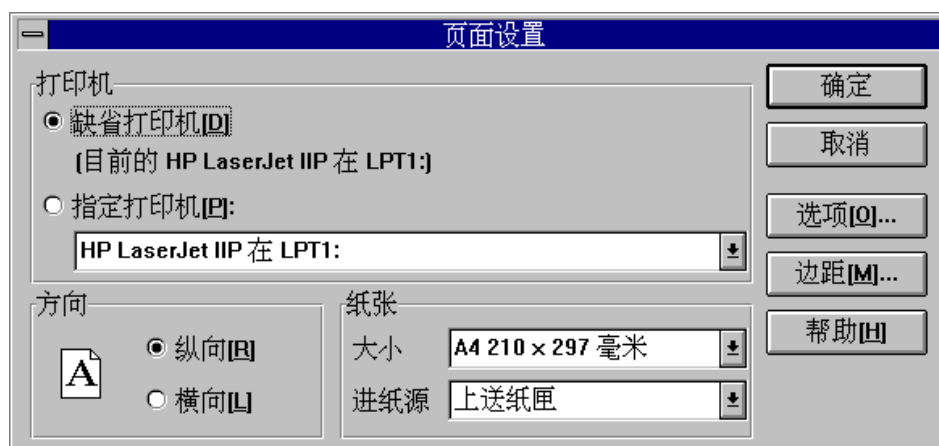 页面设置
打印机
缺省打印机[D]
(目前的 HP LaserJet IIP 在 LPT1:)
指定打印机[P]:
HP LaserJet IIP 在 LPT1:
方向
A
纵向[R]
横向[L]
纸张
大小
A4 210 x 297 毫米
进纸源
上送纸匣
确定
取消
选项[O]...
边距[M]...
帮助[H]